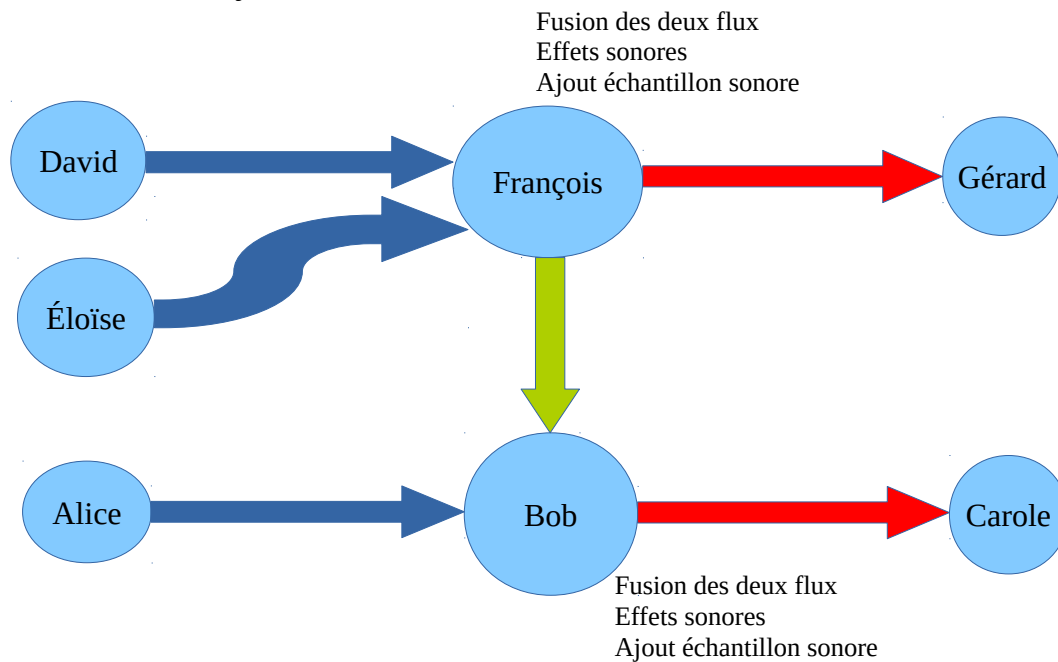 Fusion des deux flux
Effets sonores
Ajout échantillon sonore
David
François
Gérard
Éloïse
Alice
Bob
Carole
Fusion des deux flux
Effets sonores
Ajout échantillon sonore